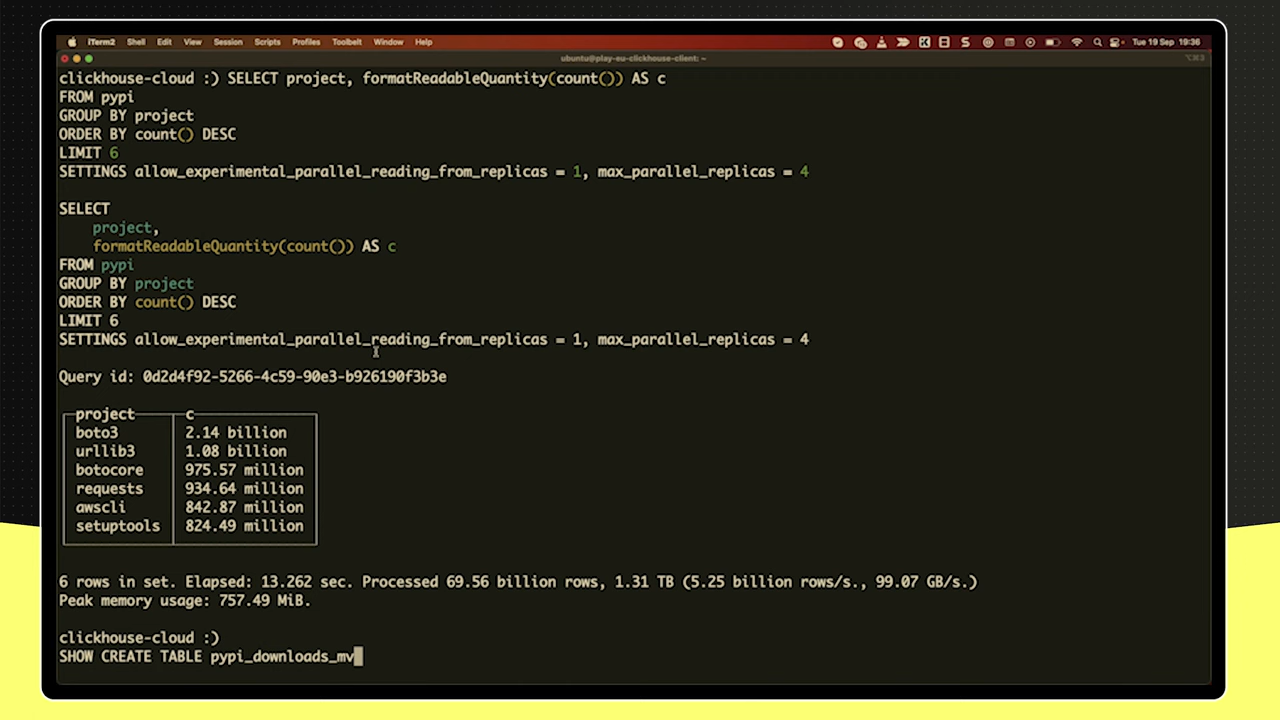 iTerm2 Shell Edit View Session Scripts Profiles Toolbelt Window Help Tue 19 Sep 19:36
ubuntu@play-eu-clickhouse-client: ~
clickhouse-cloud :) SELECT project, formatReadableQuantity(count()) AS c
FROM pypi
GROUP BY project
ORDER BY count() DESC
LIMIT 6
SETTINGS allow_experimental_parallel_reading_from_replicas = 1, max_parallel_replicas = 4
SELECT
project,
formatReadableQuantity(count()) AS c
FROM pypi
GROUP BY project
ORDER BY count() DESC
LIMIT 6
SETTINGS allow_experimental_parallel_reading_from_replicas = 1, max_parallel_replicas = 4
Query id: 0d2d4f92-5266-4c59-90e3-b926190f3b3e
project c
boto3 2.14 billion
urllib3 1.08 billion
botocore 975.57 million
requests 934.64 million
awscli 842.87 million
setuptools 824.49 million
6 rows in set. Elapsed: 13.262 sec. Processed 69.56 billion rows, 1.31 TB (5.25 billion rows/s., 99.07 GB/s.)
Peak memory usage: 757.49 MiB.
clickhouse-cloud :)
SHOW CREATE TABLE pypi_downloads_mv